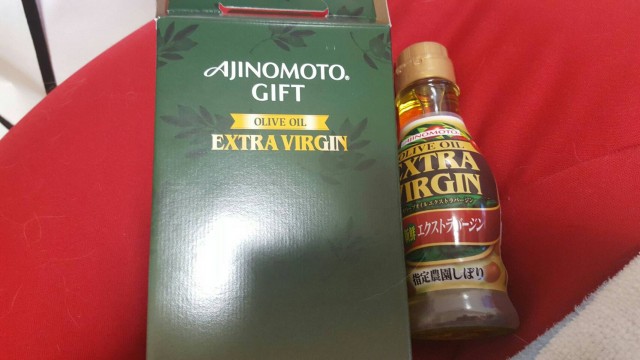 AJINOMOTO®
GIFT
OLIVE OIL
EXTRA VIRGIN
AJINOMOTO
OLIVE OIL
EXTRA
VIRGIN
エクストラバージン
指定農園しぼり